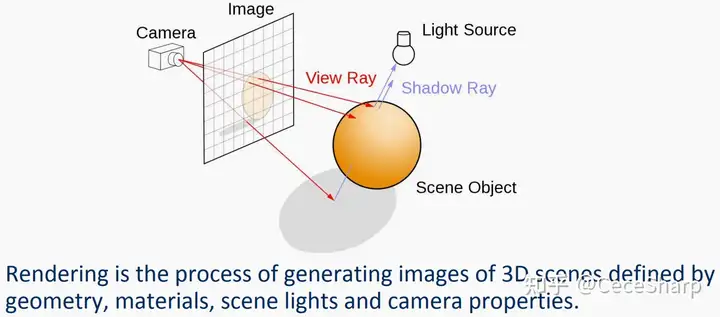 Image
Camera
Light Source
View Ray
Shadow Ray
Scene Object
Rendering is the process of generating images of 3D scenes defined by
geometry, materials, scene lights and camera properties.
知乎 @CeceSharp